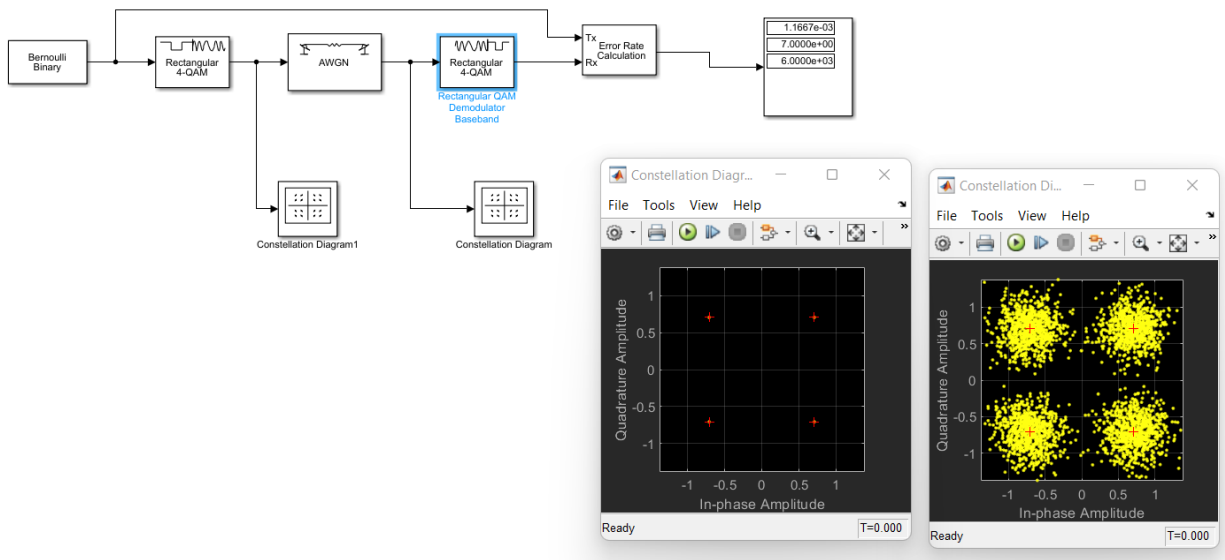 Bernoulli
Binary
Rectangular
4-QAM
AWGN
Rectangular
4-QAM
Rectangular QAM
Demodulator
Baseband
Tx
Rx
Error Rate
Calculation
1.1667e-03
7.0000e+00
6.0000e+03
Constellation Diagram1
Constellation Diagram
Constellation Diagr...
File Tools View Help
»
Quadrature Amplitude
1
0.5
0
-0.5
-1
-1 -0.5 0 0.5 1
In-phase Amplitude
Ready T=0.000
Constellation Di...
File Tools View Help
»
Quadrature Amplitude
1
0.5
0
-0.5
-1
-1 -0.5 0 0.5 1
In-phase Amplitude
Ready T=0.000